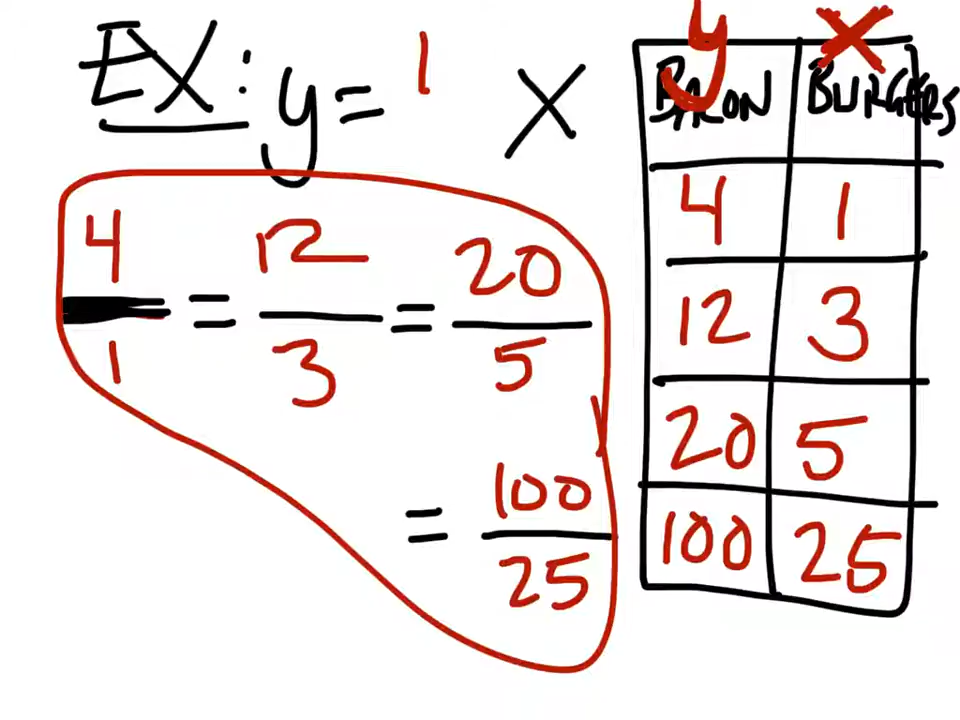 EX: y = 1 x
4/1 = 12/3 = 20/5
= 100/25
y x
BACON BURGERS
4 1
12 3
20 5
100 25